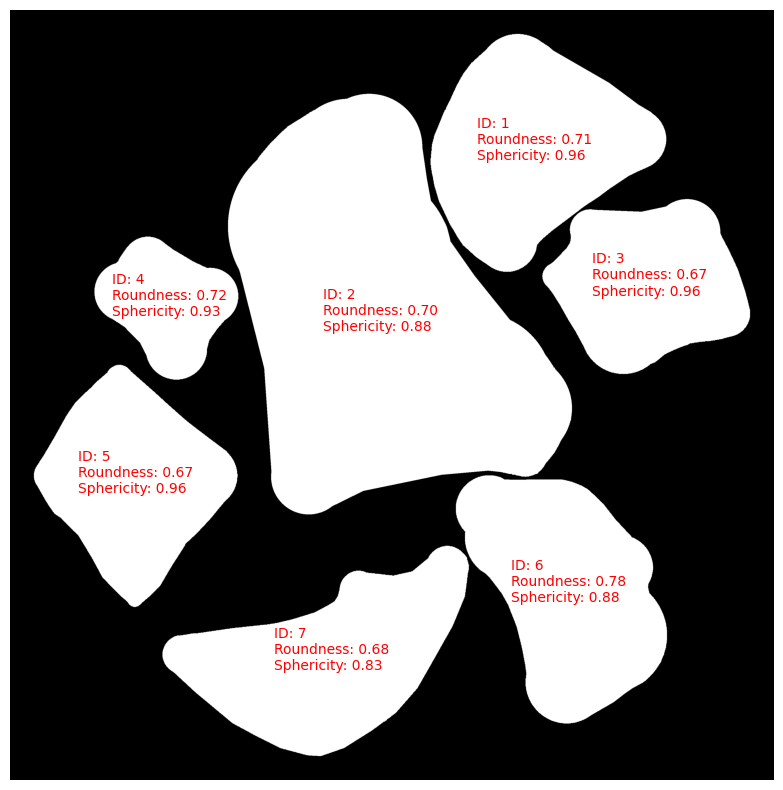 ID: 1
Roundness: 0.71
Sphericity: 0.96
ID: 2
Roundness: 0.70
Sphericity: 0.88
ID: 3
Roundness: 0.67
Sphericity: 0.96
ID: 4
Roundness: 0.72
Sphericity: 0.93
ID: 5
Roundness: 0.67
Sphericity: 0.96
ID: 6
Roundness: 0.78
Sphericity: 0.88
ID: 7
Roundness: 0.68
Sphericity: 0.83